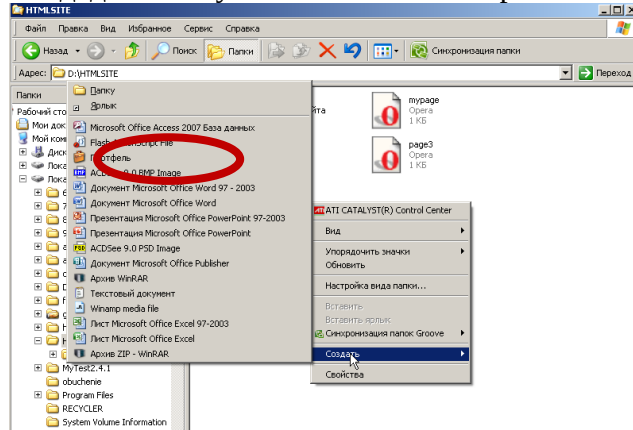 HTMLSITE
Файл Правка Вид Избранное Сервис Справка
Назад Поиск Папки Синхронизация папки
Адрес: D:\HTMLSITE Переход
Папки
Рабочий сто
Мои док
Мой ком
Диск
Лока
Лока
MyTest2.4.1
obuchenie
Program Files
RECYCLER
System Volume Information
Папку
Ярлык
Microsoft Office Access 2007 База данных
Flash JavaScript File
Портфель
ACDSee 9.0 BMP Image
Документ Microsoft Office Word 97 - 2003
Документ Microsoft Office Word
Презентация Microsoft Office PowerPoint 97-2003
Презентация Microsoft Office PowerPoint
ACDSee 9.0 PSD Image
Документ Microsoft Office Publisher
Архив WinRAR
Текстовый документ
Winamp media file
Лист Microsoft Office Excel 97-2003
Лист Microsoft Office Excel
Архив ZIP - WinRAR
йта
mypage
Opera
1 КБ
page3
Opera
1 КБ
ATI CATALYST(R) Control Center
Вид
Упорядочить значки
Обновить
Настройка вида папки...
Вставить
Вставить ярлык
Синхронизация папок Groove
Создать
Свойства